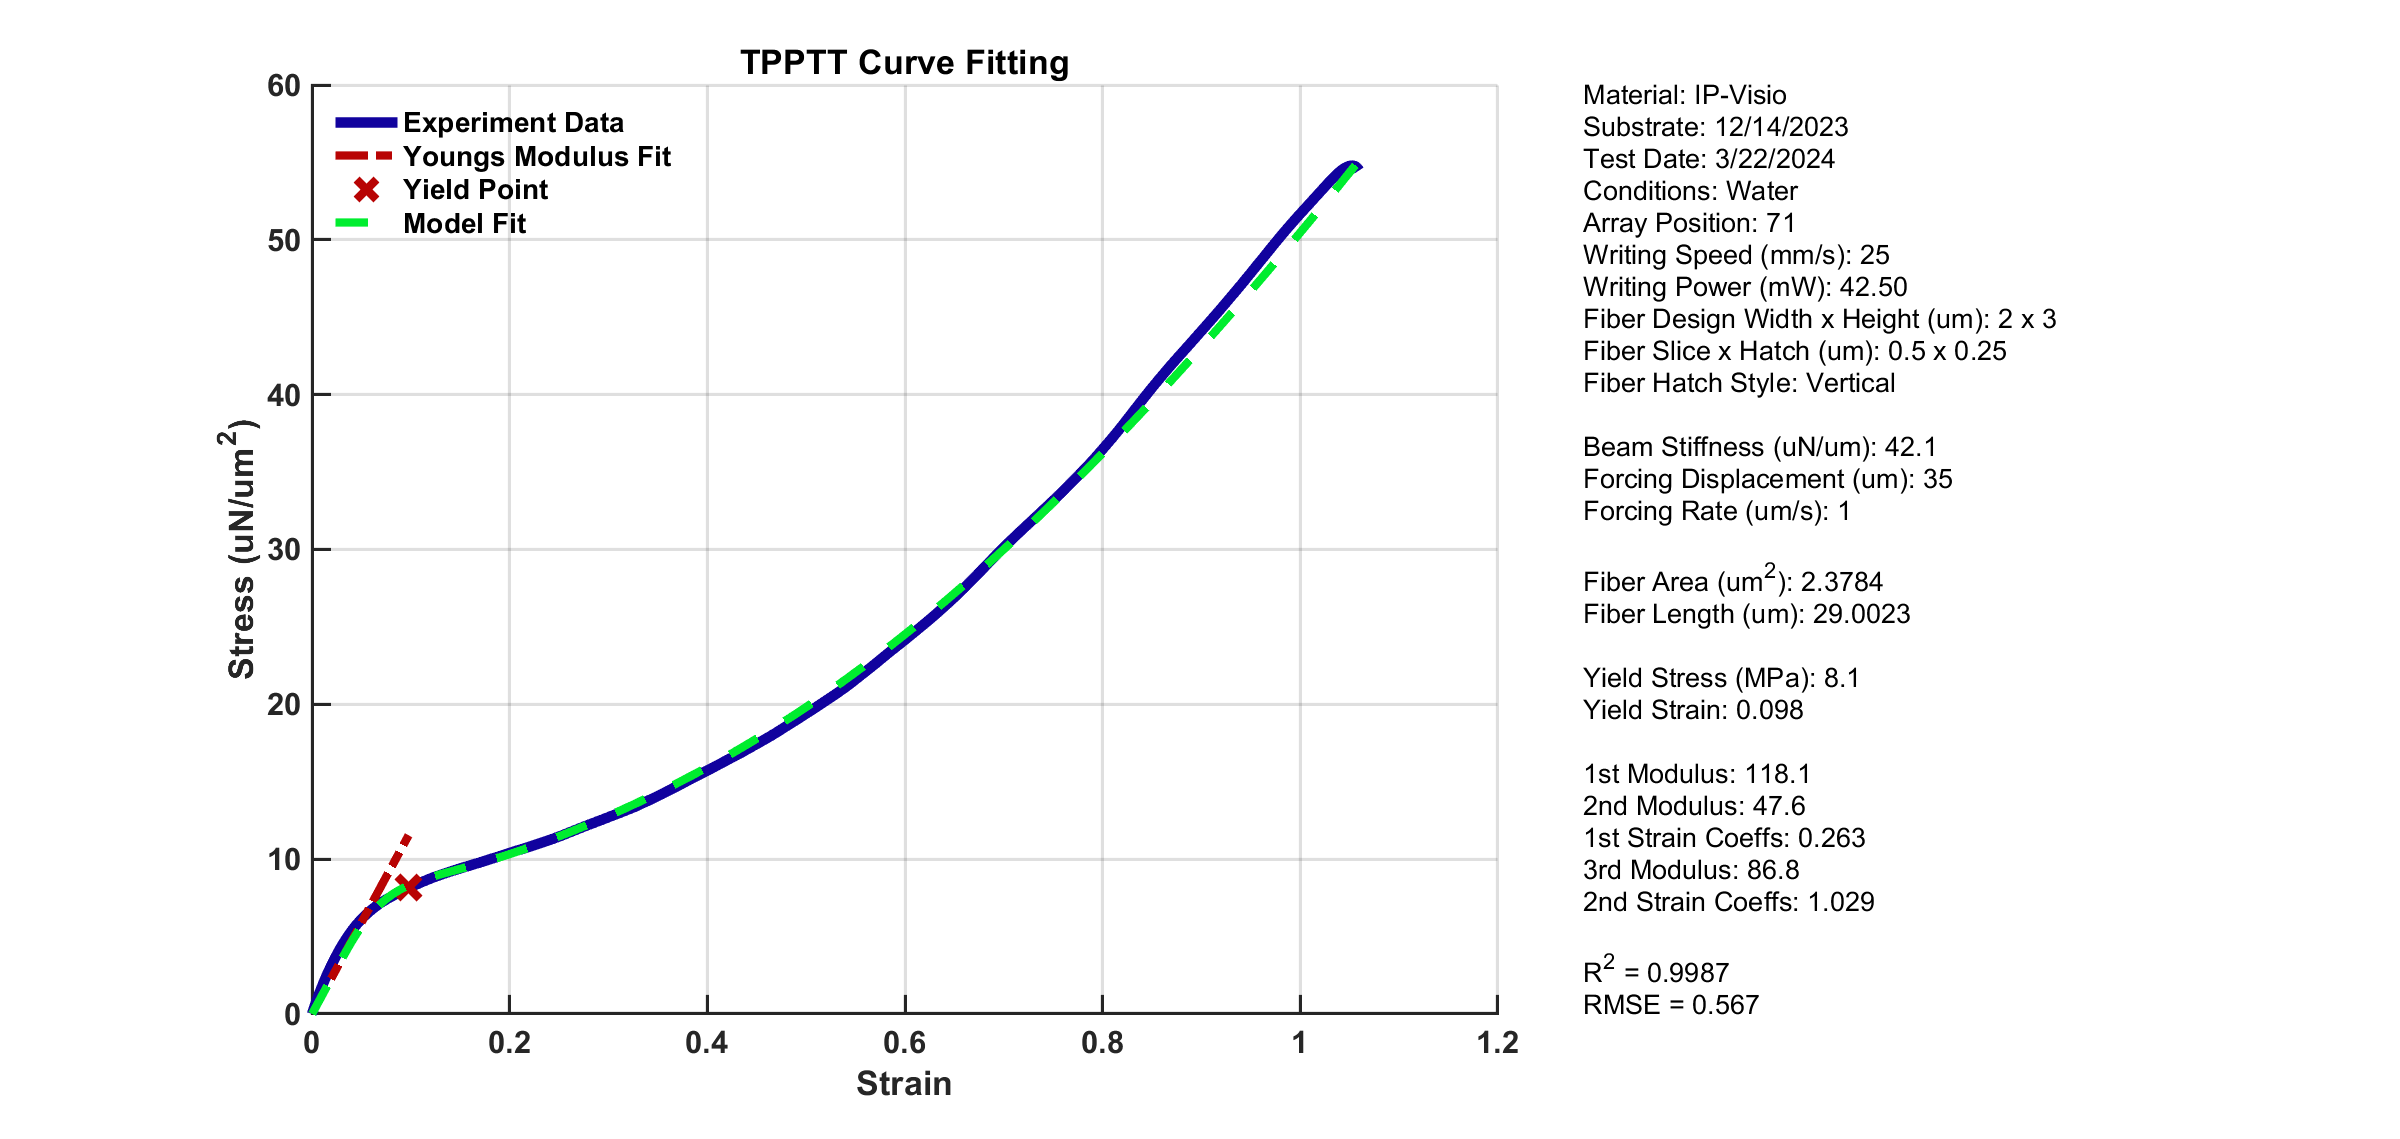 TPPTT Curve Fitting
60
50
40
30
20
10
0
Stress (uN/um²)
Experiment Data
Youngs Modulus Fit
Yield Point
Model Fit
0 0.2 0.4 0.6 0.8 1 1.2
Strain
Material: IP-Visio
Substrate: 12/14/2023
Test Date: 3/22/2024
Conditions: Water
Array Position: 71
Writing Speed (mm/s): 25
Writing Power (mW): 42.50
Fiber Design Width x Height (um): 2 x 3
Fiber Slice x Hatch (um): 0.5 x 0.25
Fiber Hatch Style: Vertical
Beam Stiffness (uN/um): 42.1
Forcing Displacement (um): 35
Forcing Rate (um/s): 1
Fiber Area (um²): 2.3784
Fiber Length (um): 29.0023
Yield Stress (MPa): 8.1
Yield Strain: 0.098
1st Modulus: 118.1
2nd Modulus: 47.6
1st Strain Coeffs: 0.263
3rd Modulus: 86.8
2nd Strain Coeffs: 1.029
R² = 0.9987
RMSE = 0.567